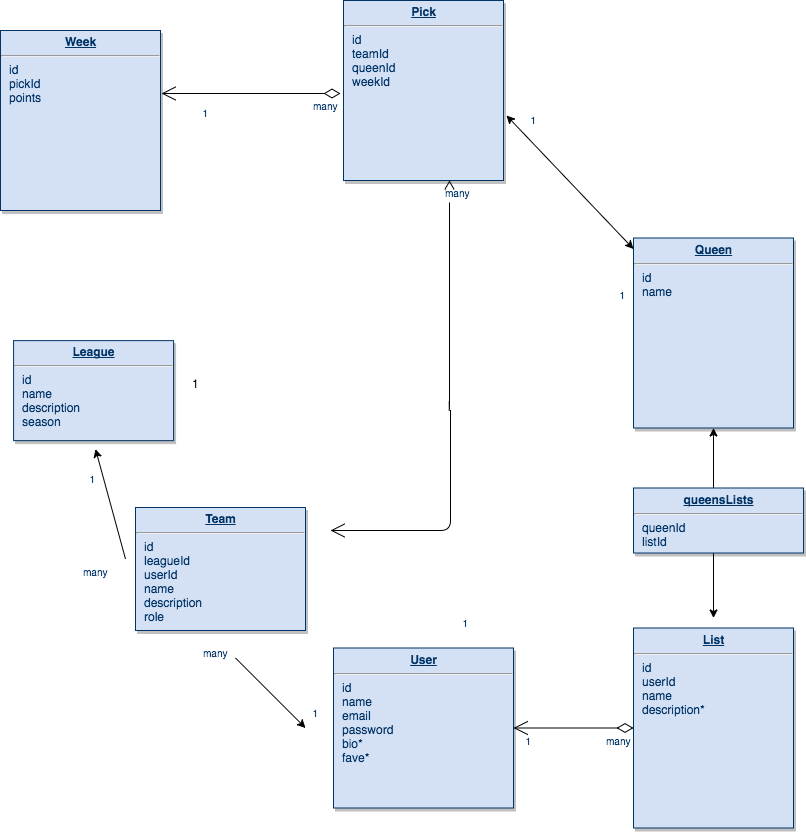 Pick
id
teamId
queenId
weekId
Week
id
pickId
points
many
1
1
many
Queen
id
name
1
League
id
name
description
season
1
1
many
Team
id
leagueId
userId
name
description
role
queensLists
queenId
listId
many
1
1
User
id
name
email
password
bio*
fave*
List
id
userId
name
description*
1
many